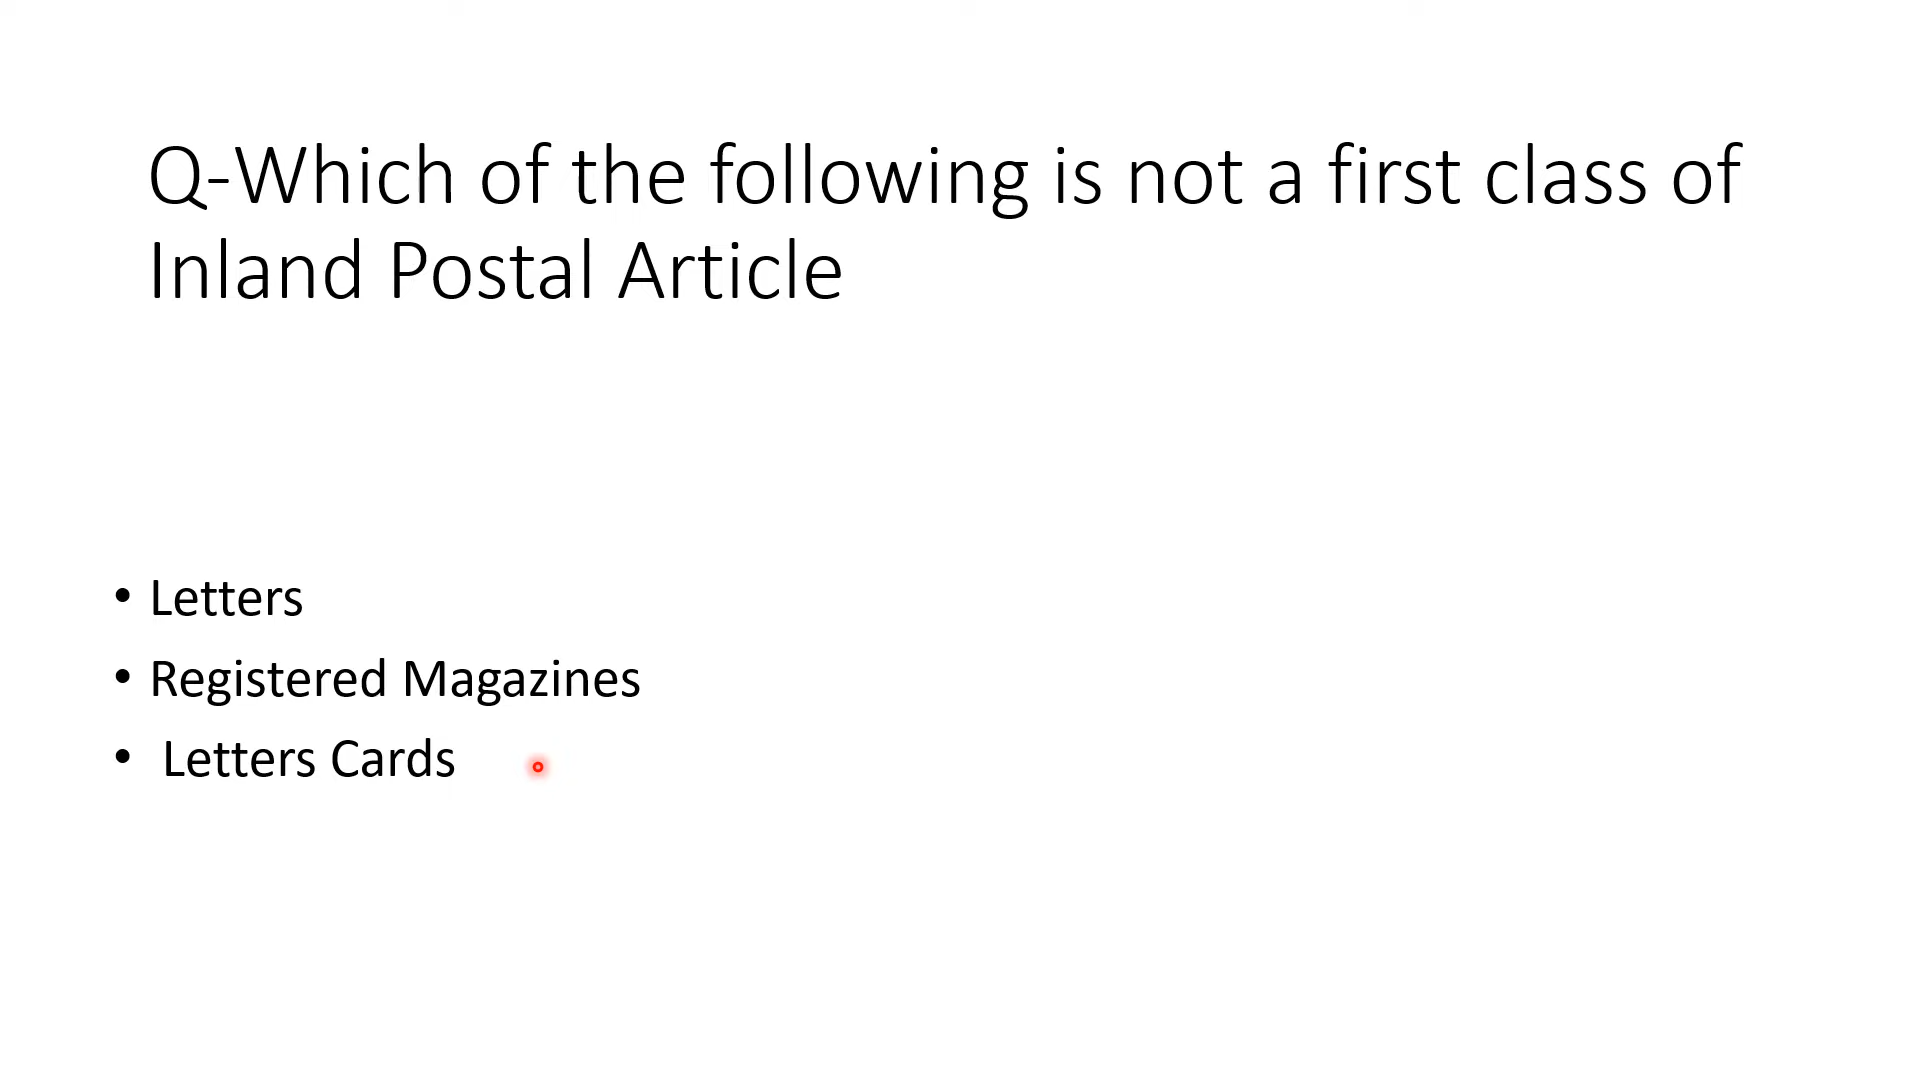 Q-Which of the following is not a first class of
Inland Postal Article
• Letters
• Registered Magazines
• Letters Cards